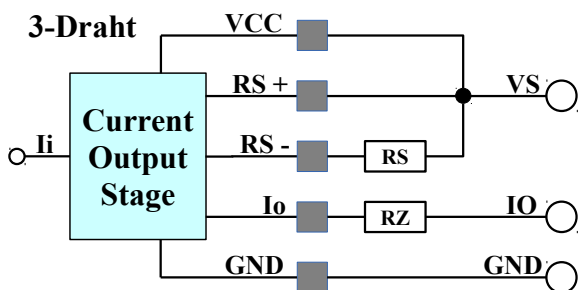 3-Draht
VCC
RS +
VS
Ii
Current
Output
Stage
RS -
RS
Io
RZ
IO
GND
GND